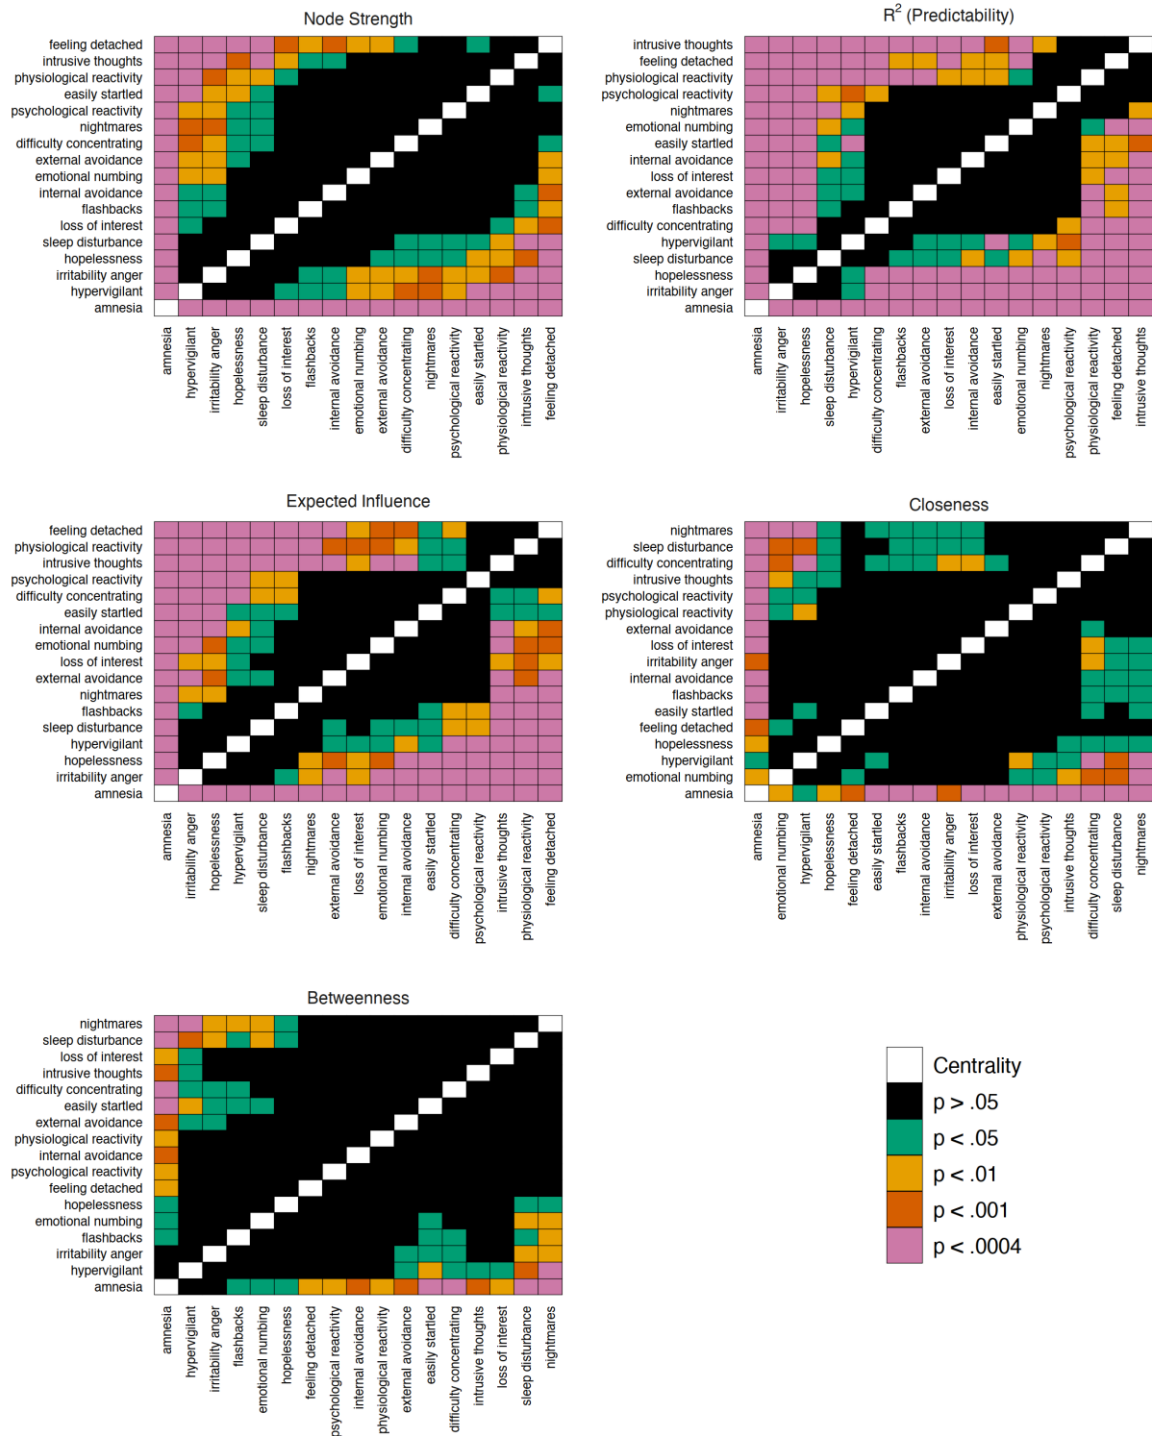 Node Strength
feeling detached
intrusive thoughts
physiological reactivity
easily startled
psychological reactivity
nightmares
difficulty concentrating
external avoidance
emotional numbing
internal avoidance
flashbacks
loss of interest
sleep disturbance
hopelessness
irritability anger
hypervigilant
amnesia
amnesia
hypervigilant
irritability anger
hopelessness
sleep disturbance
loss of interest
flashbacks
internal avoidance
emotional numbing
external avoidance
difficulty concentrating
nightmares
psychological reactivity
easily startled
physiological reactivity
intrusive thoughts
feeling detached
R² (Predictability)
intrusive thoughts
feeling detached
physiological reactivity
psychological reactivity
nightmares
emotional numbing
easily startled
internal avoidance
loss of interest
external avoidance
flashbacks
difficulty concentrating
hypervigilant
sleep disturbance
hopelessness
irritability anger
amnesia
amnesia
irritability anger
hopelessness
sleep disturbance
hypervigilant
difficulty concentrating
flashbacks
external avoidance
loss of interest
internal avoidance
easily startled
emotional numbing
nightmares
psychological reactivity
physiological reactivity
feeling detached
intrusive thoughts
Expected Influence
feeling detached
physiological reactivity
intrusive thoughts
psychological reactivity
difficulty concentrating
easily startled
internal avoidance
emotional numbing
loss of interest
external avoidance
nightmares
flashbacks
sleep disturbance
hypervigilant
hopelessness
irritability anger
amnesia
amnesia
irritability anger
hopelessness
hypervigilant
sleep disturbance
flashbacks
nightmares
external avoidance
loss of interest
emotional numbing
internal avoidance
easily startled
difficulty concentrating
psychological reactivity
intrusive thoughts
physiological reactivity
feeling detached
Closeness
nightmares
sleep disturbance
difficulty concentrating
intrusive thoughts
psychological reactivity
physiological reactivity
external avoidance
loss of interest
irritability anger
internal avoidance
flashbacks
easily startled
feeling detached
hopelessness
hypervigilant
emotional numbing
amnesia
amnesia
emotional numbing
hypervigilant
hopelessness
feeling detached
easily startled
flashbacks
internal avoidance
irritability anger
loss of interest
external avoidance
physiological reactivity
psychological reactivity
intrusive thoughts
difficulty concentrating
sleep disturbance
nightmares
Betweenness
nightmares
sleep disturbance
loss of interest
intrusive thoughts
difficulty concentrating
easily startled
external avoidance
physiological reactivity
internal avoidance
psychological reactivity
feeling detached
hopelessness
emotional numbing
flashbacks
irritability anger
hypervigilant
amnesia
amnesia
hypervigilant
irritability anger
flashbacks
emotional numbing
hopelessness
feeling detached
psychological reactivity
internal avoidance
physiological reactivity
external avoidance
easily startled
difficulty concentrating
intrusive thoughts
loss of interest
sleep disturbance
nightmares
Centrality
p > .05
p < .05
p < .01
p < .001
p < .0004